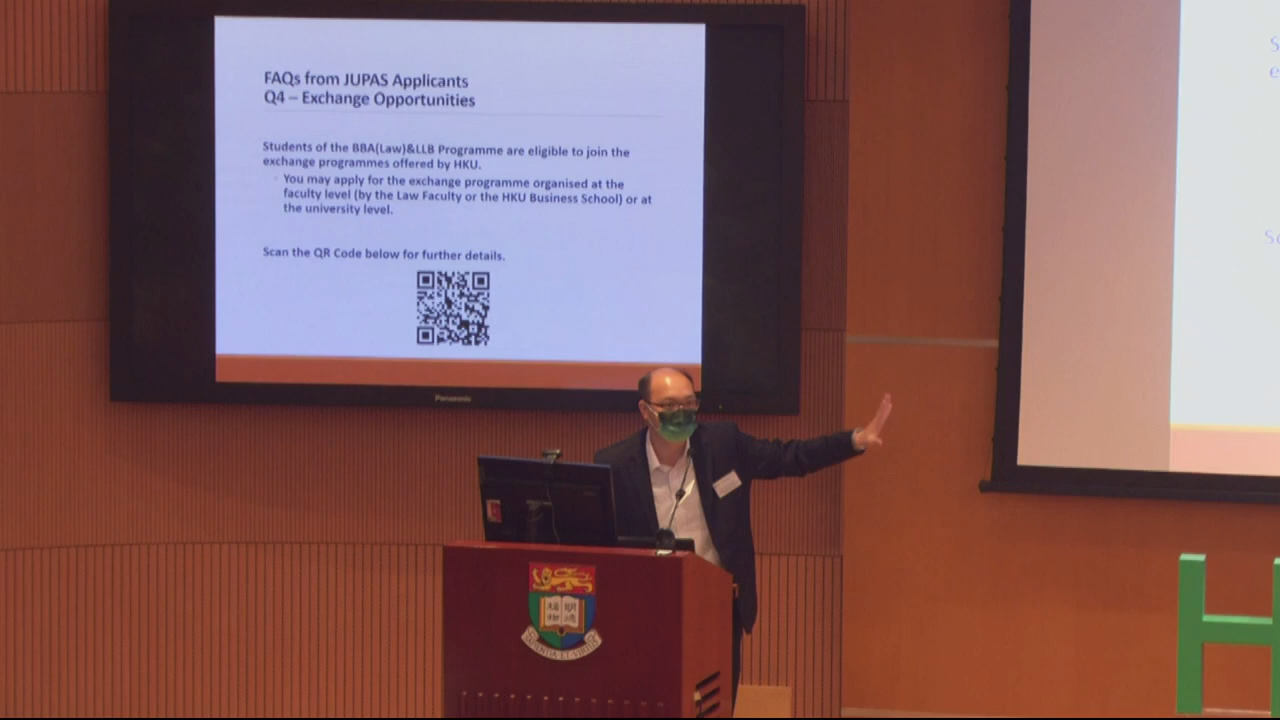 FAQs from JUPAS Applicants
Q4 – Exchange Opportunities
Students of the BBA(Law)&LLB Programme are eligible to join the
exchange programmes offered by HKU.
You may apply for the exchange programme organised at the
faculty level (by the Law Faculty or the HKU Business School) or at
the university level.
Scan the QR Code below for further details.
Panasonic
S
e
Sc
H